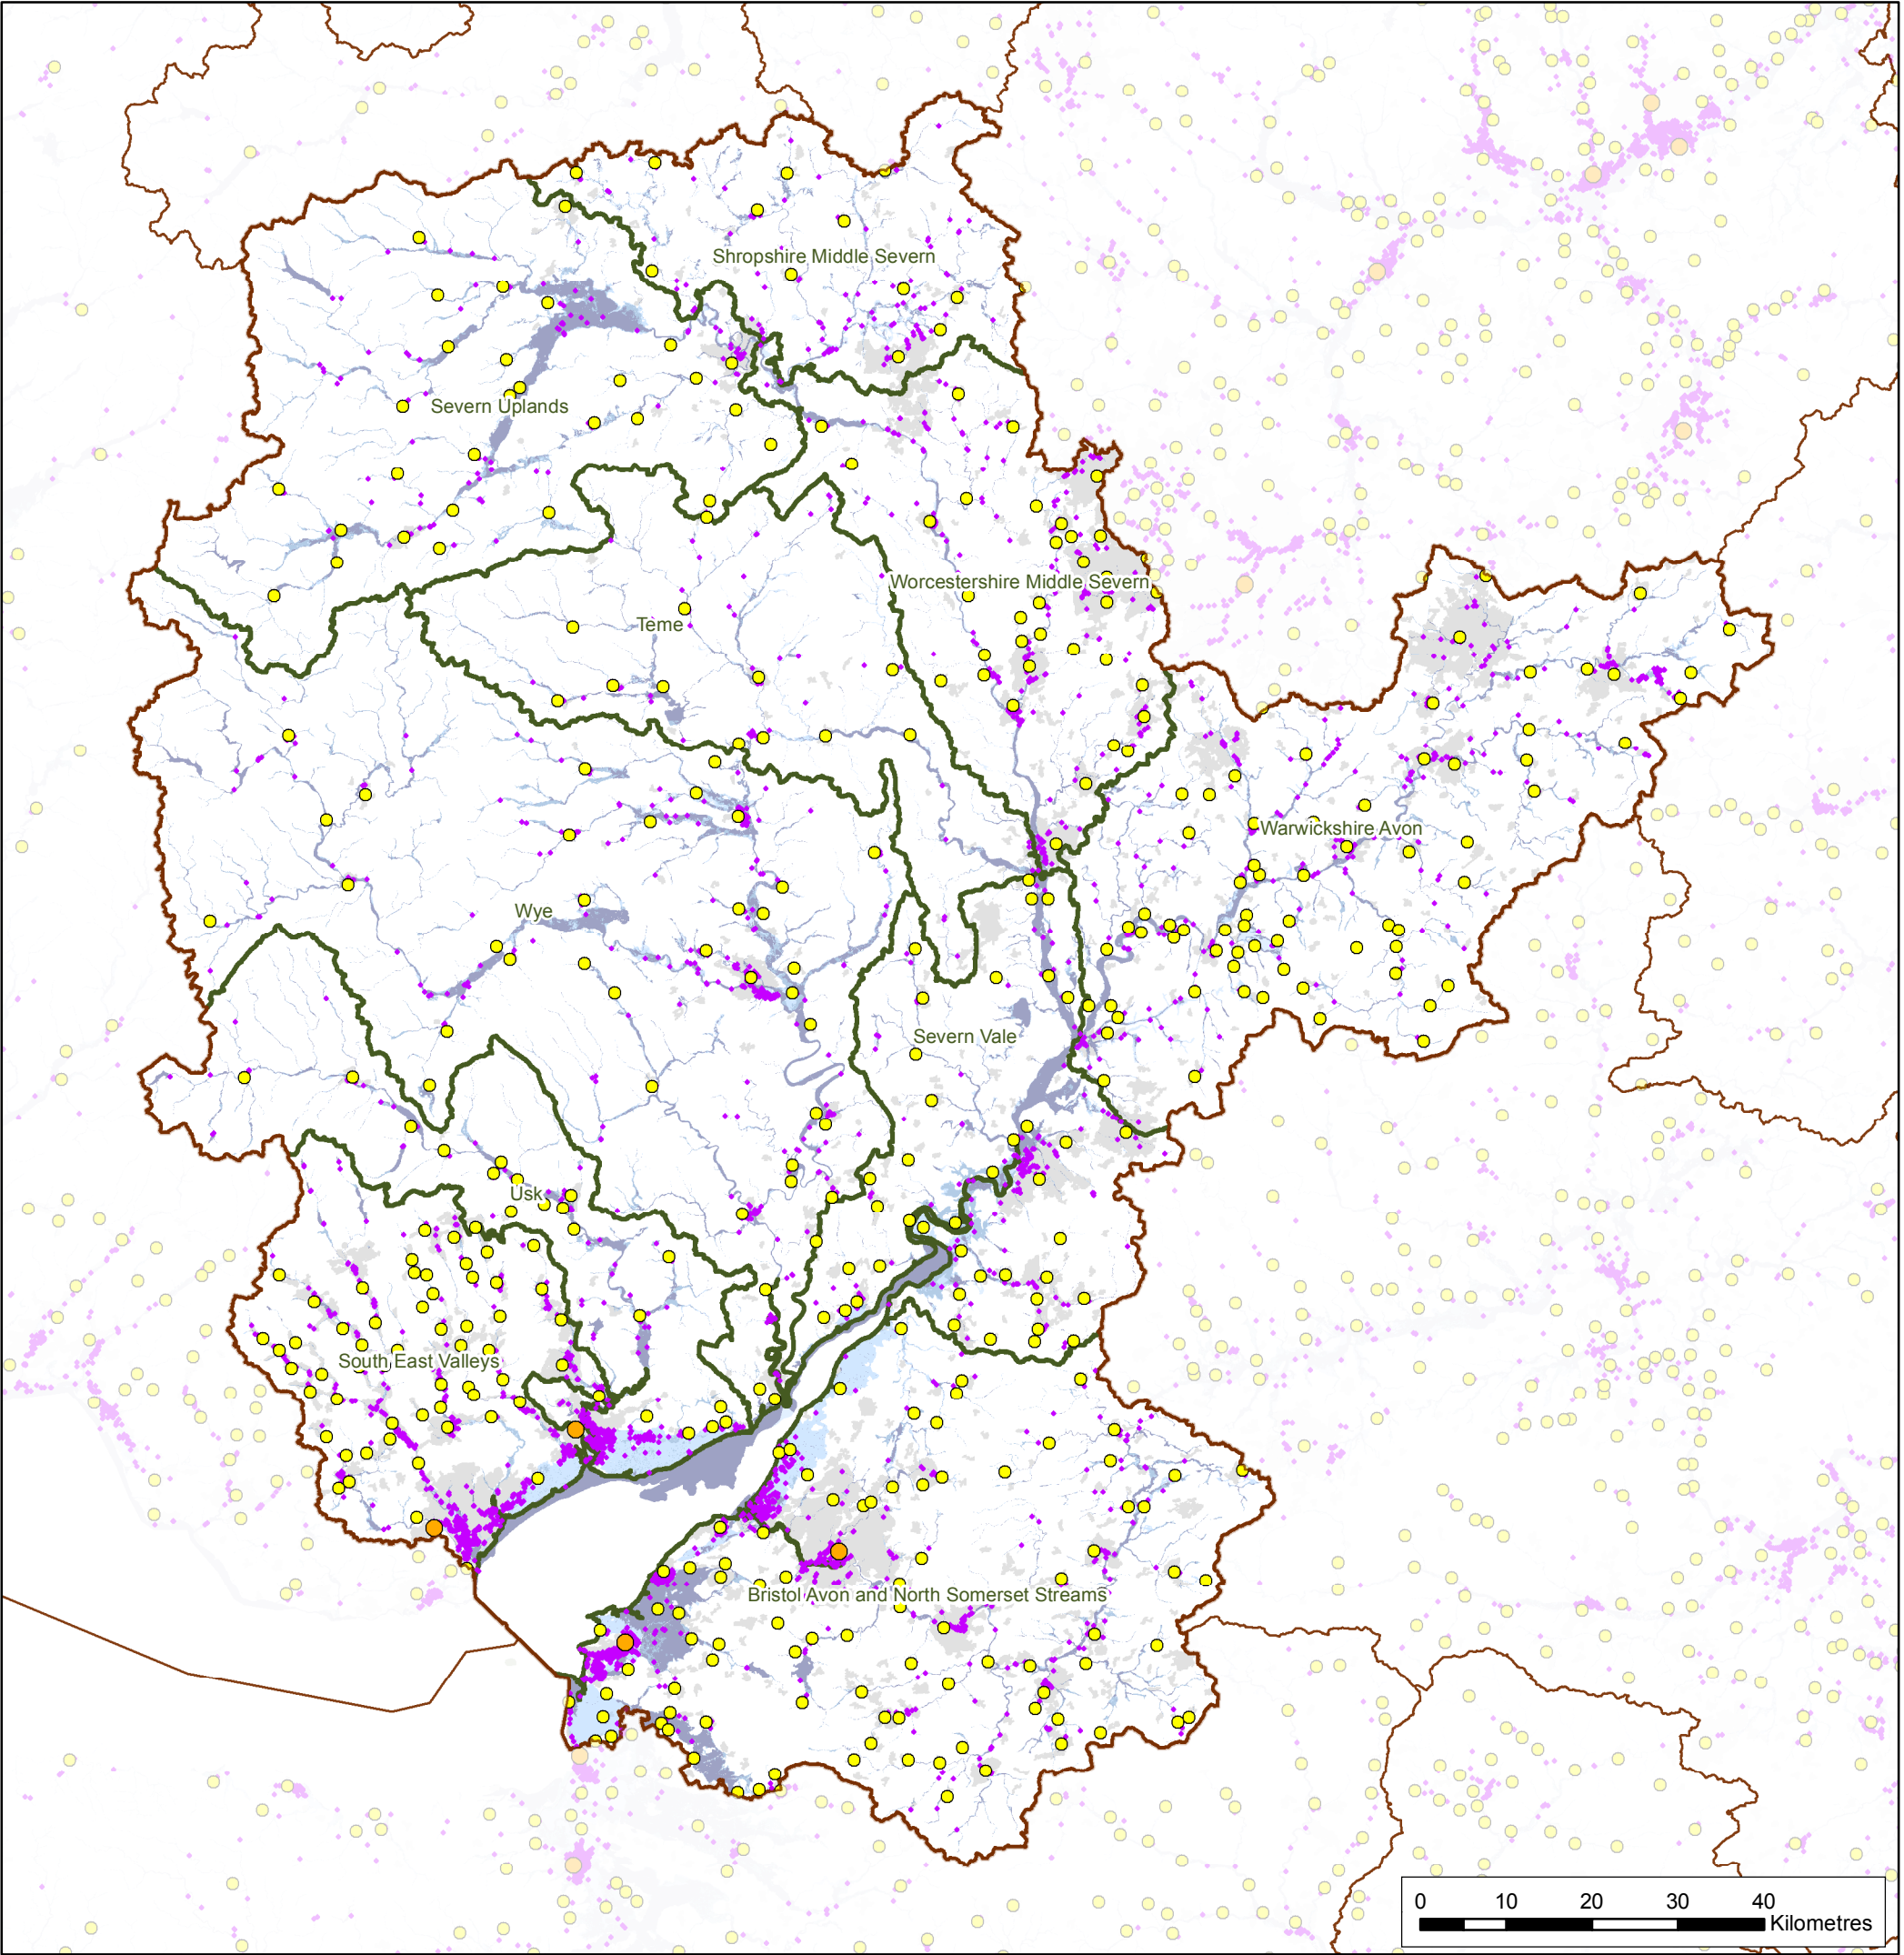 Shropshire Middle Severn
Severn Uplands
Worcestershire Middle Severn
Teme
Warwickshire Avon
Wye
Severn Vale
Usk
South East Valleys
Bristol Avon and North Somerset Streams
0 10 20 30 40
Kilometres